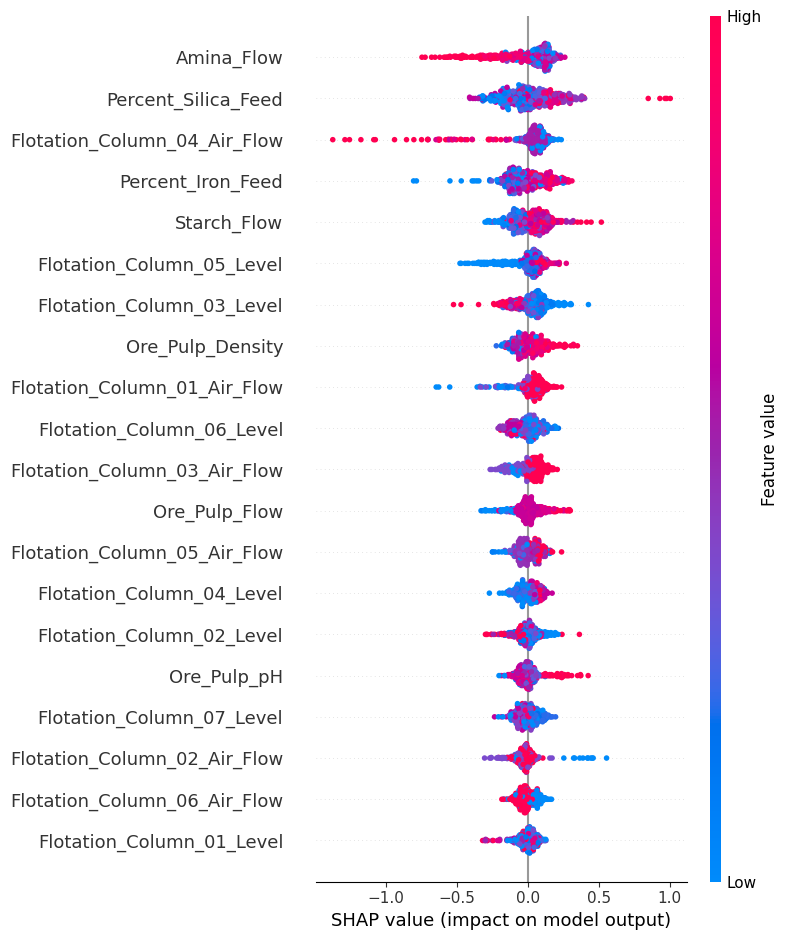 High
Amina_Flow
Percent_Silica_Feed
Flotation_Column_04_Air_Flow
Percent_Iron_Feed
Starch_Flow
Flotation_Column_05_Level
Flotation_Column_03_Level
Ore_Pulp_Density
Flotation_Column_01_Air_Flow
Flotation_Column_06_Level
Flotation_Column_03_Air_Flow
Ore_Pulp_Flow
Flotation_Column_05_Air_Flow
Flotation_Column_04_Level
Flotation_Column_02_Level
Ore_Pulp_pH
Flotation_Column_07_Level
Flotation_Column_02_Air_Flow
Flotation_Column_06_Air_Flow
Flotation_Column_01_Level
Feature value
Low
−1.0 −0.5 0.0 0.5 1.0
SHAP value (impact on model output)